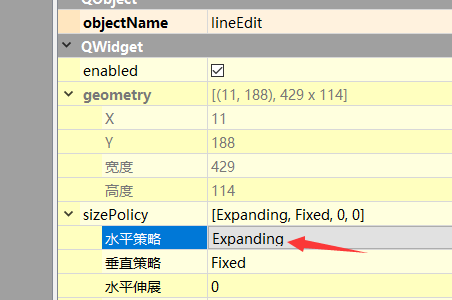 QObject
objectName lineEdit
QWidget
enabled
geometry [(11, 188), 429 x 114]
X 11
Y 188
宽度 429
高度 114
sizePolicy [Expanding, Fixed, 0, 0]
水平策略 Expanding
垂直策略 Fixed
水平伸展 0